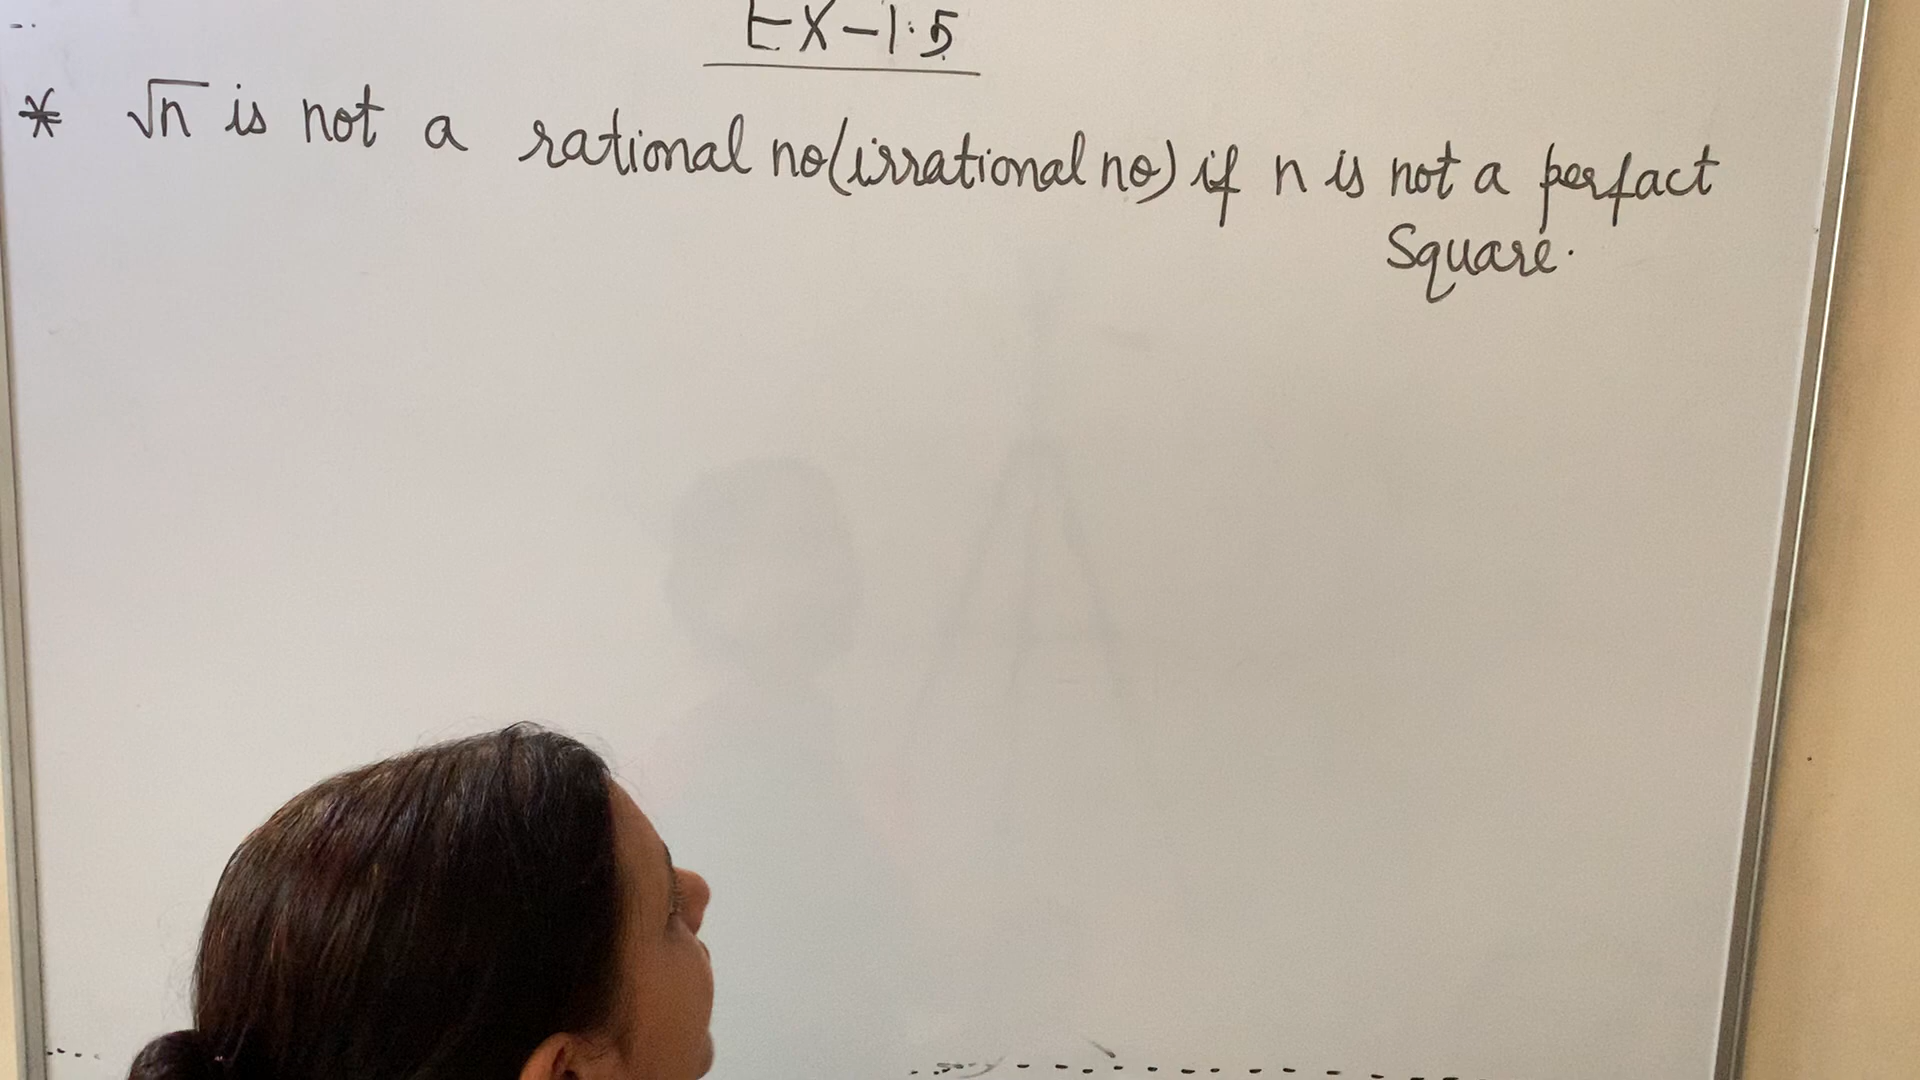 Ex-1.5
* √n is not a rational no(irrational no) if n is not a perfact
Square.